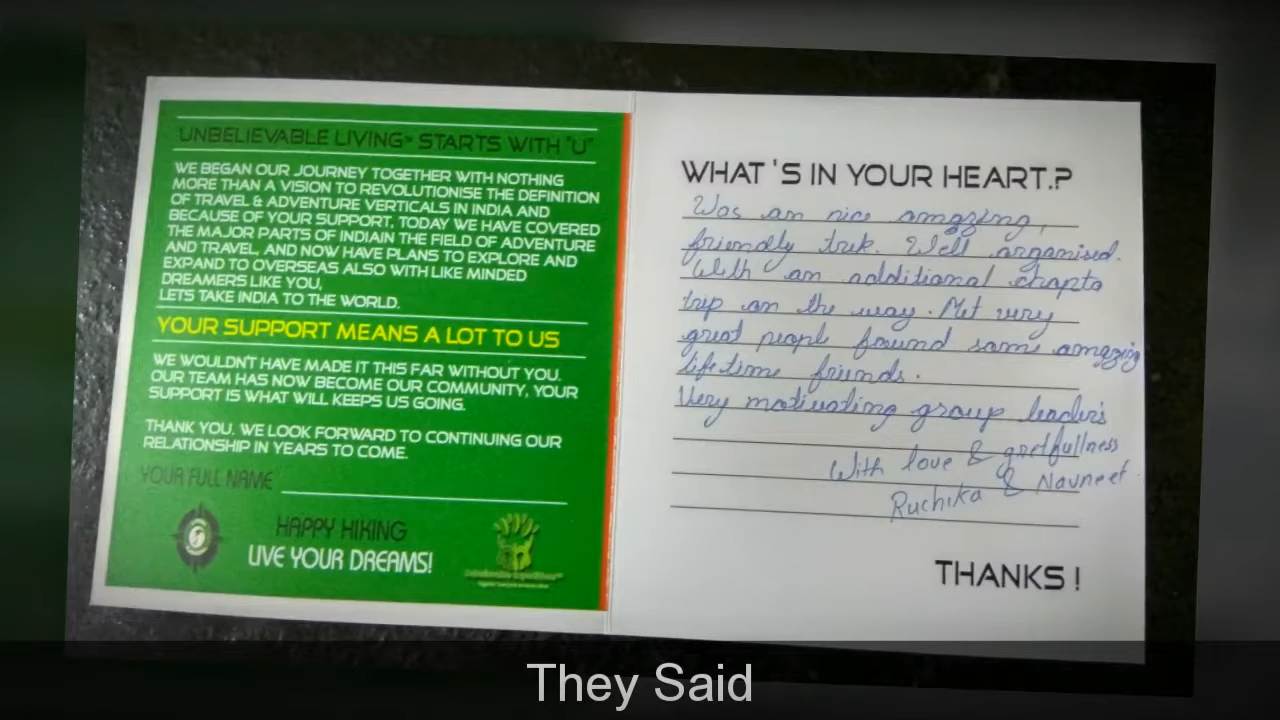 UNBELIEVABLE LIVING™ STARTS WITH "U"
WE BEGAN OUR JOURNEY TOGETHER WITH NOTHING
MORE THAN A VISION TO REVOLUTIONISE THE DEFINITION
OF TRAVEL & ADVENTURE VERTICALS IN INDIA AND
BECAUSE OF YOUR SUPPORT, TODAY WE HAVE COVERED
THE MAJOR PARTS OF INDIAIN THE FIELD OF ADVENTURE
AND TRAVEL, AND NOW HAVE PLANS TO EXPLORE AND
EXPAND TO OVERSEAS ALSO WITH LIKE MINDED
DREAMERS LIKE YOU,
LETS TAKE INDIA TO THE WORLD.
YOUR SUPPORT MEANS A LOT TO US
WE WOULDN'T HAVE MADE IT THIS FAR WITHOUT YOU.
OUR TEAM HAS NOW BECOME OUR COMMUNITY, YOUR
SUPPORT IS WHAT WILL KEEPS US GOING.
THANK YOU. WE LOOK FORWARD TO CONTINUING OUR
RELATIONSHIP IN YEARS TO COME.
YOUR FULL NAME
HAPPY HIKING
LIVE YOUR DREAMS!
WHAT'S IN YOUR HEART.?
Was an nice amazing,
friendly trek. Well organised.
With an additional chapta
trip on the way. Met very
great people found some amazing
lifetime friends.
Very motivating group leaders
With love & gretfullness
Ruchika & Navneet.
THANKS!
They Said